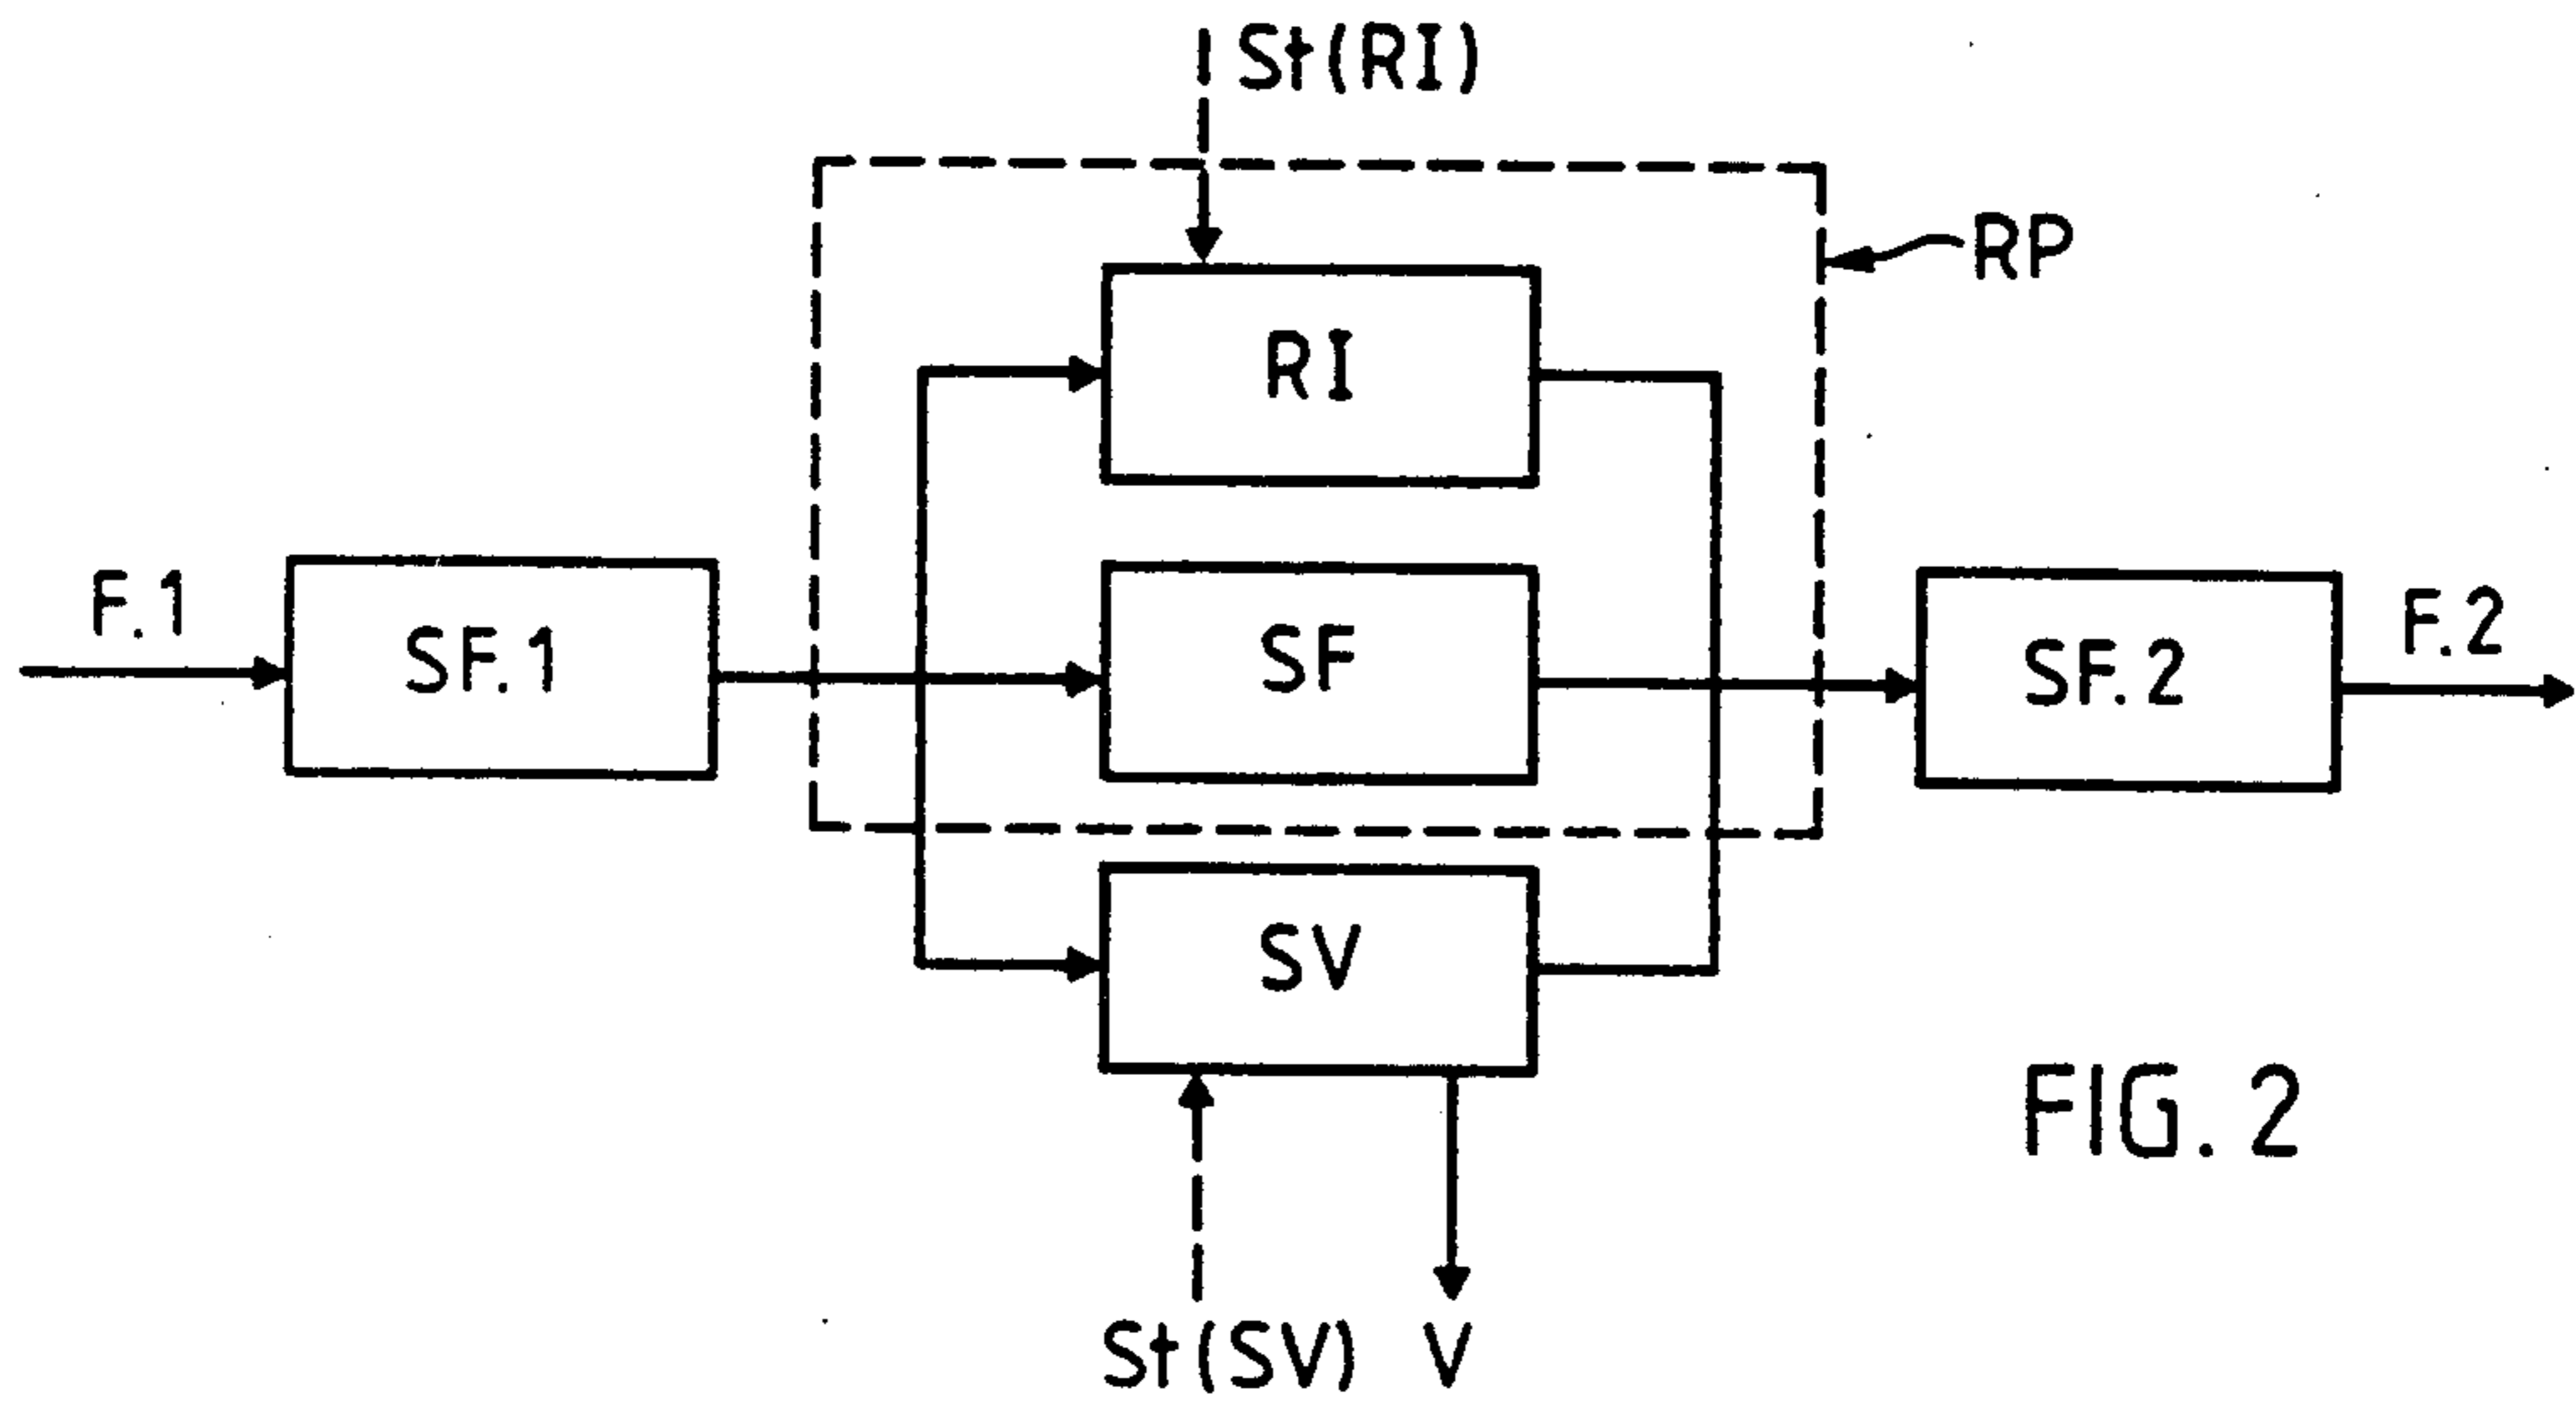 St(RI)
RP
RI
F.1
SF.1
SF
SF.2
F.2
SV
FIG. 2
St(SV)
V